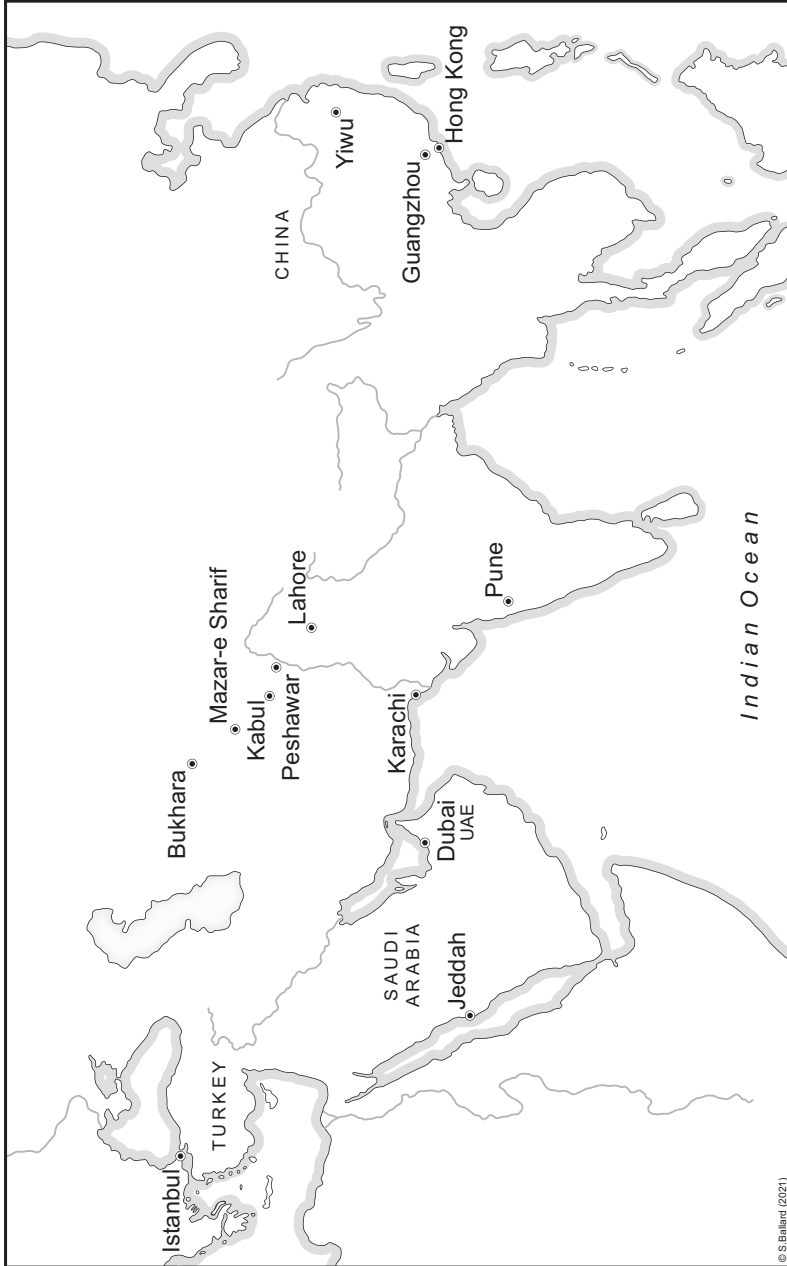 Istanbul
TURKEY
Bukhara
Mazar-e Sharif
Kabul
Peshawar
Lahore
CHINA
Yiwu
Guangzhou
Hong Kong
SAUDI
ARABIA
Jeddah
Dubai
UAE
Karachi
Pune
Indian Ocean
© S.Ballard (2021)